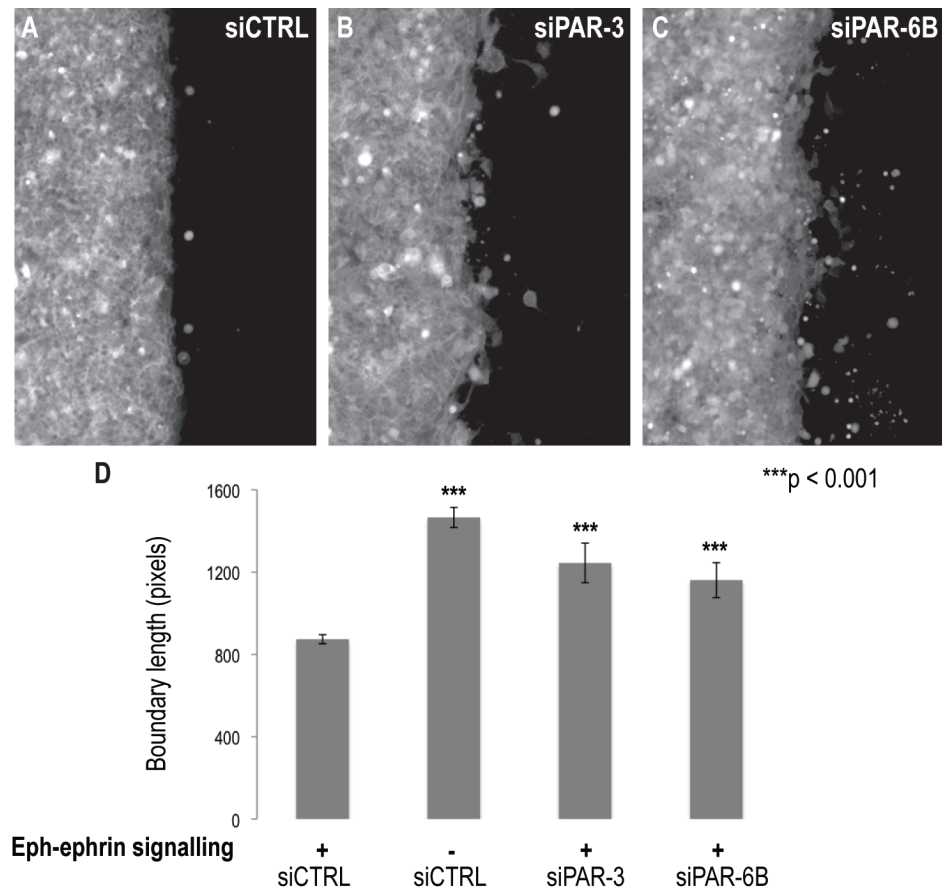 A siCTRL
B siPAR-3
C siPAR-6B
D
***p < 0.001
Boundary length (pixels)
1600
1200
800
400
0
***
***
***
Eph-ephrin signalling + - + +
siCTRL siCTRL siPAR-3 siPAR-6B